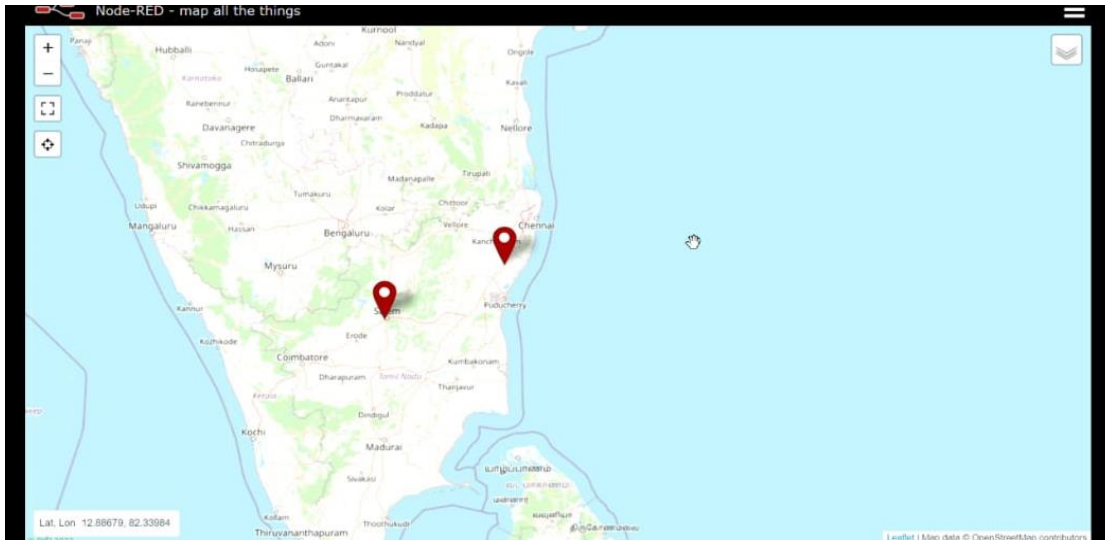 Node-RED - map all the things
Kurnool
Panaji
Hubballi
Adoni
Nandyal
Ongole
+
Hosapete
Guntakal
Karnataka
Ballari
Kavali
−
Ranebennur
Anantapur
Proddatur
Dharmavaram
Davanagere
Kadapa
Nellore
Chitradurga
Shivamogga
Tirupati
Madanapalle
Tumakuru
Udupi
Chikkamagaluru
Kolar
Chittoor
Mangaluru
Hassan
Bengaluru
Vellore
Chennai
Mysuru
Kannur
Puducherry
Kozhikode
Erode
Coimbatore
Kumbakonam
Dharapuram
Tamil Nadu
Thanjavur
Kerala
Dindigul
Kochi
Madurai
யாழ்ப்பாணம்
Sivakasi
Lat, Lon 12.88679, 82.33984
Kollam
Thoothukudi
Thiruvananthapuram
Leaflet | Map data © OpenStreetMap contributors